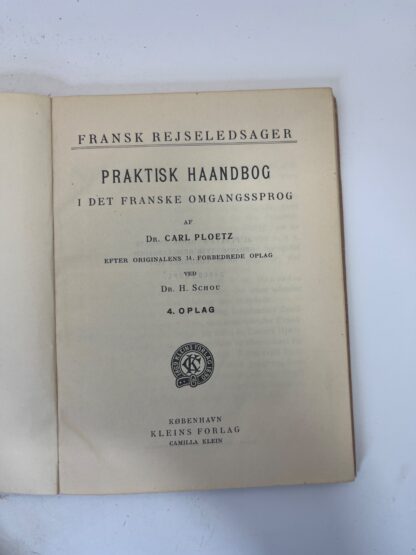 FRANSK REJSELEDSAGER
PRAKTISK HAANDBOG
I DET FRANSKE OMGANGSSPROG
AF
DR. CARL PLOETZ
EFTER ORIGINALENS 14. FORBEDREDE OPLAG
VED
DR. H. SCHOU
4. OPLAG
KØBENHAVN
KLEINS FORLAG
CAMILLA KLEIN